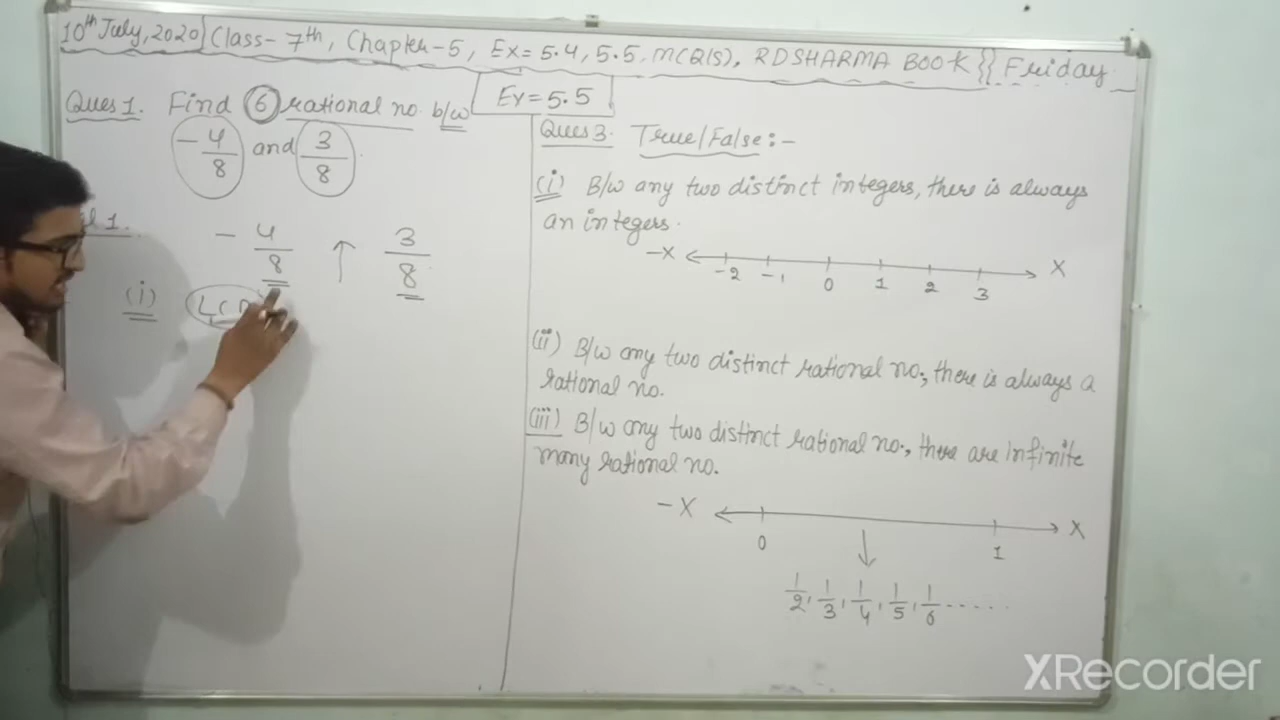 10th July, 2020 Class- 7th, Chapter-5, Ex= 5.4, 5.5, MCQ(S), RDSHARMA BOOK }} Friday
Ques 1. Find 6 rational no. b/w
-4/8 and 3/8.
1.
- 4/8 ↑ 3/8
(i)
Ex= 5.5
Ques 3. True/False:-
(i) B/w any two distinct integers, there is always
an integers.
-X X
-2 -1 0 1 2 3
(ii) B/w any two distinct rational no., there is always a
rational no.
(iii) B/w any two distinct rational no., there are infinite
many rational no.
-X X
0 1
1/2, 1/3, 1/4, 1/5, 1/6 -----
XRecorder